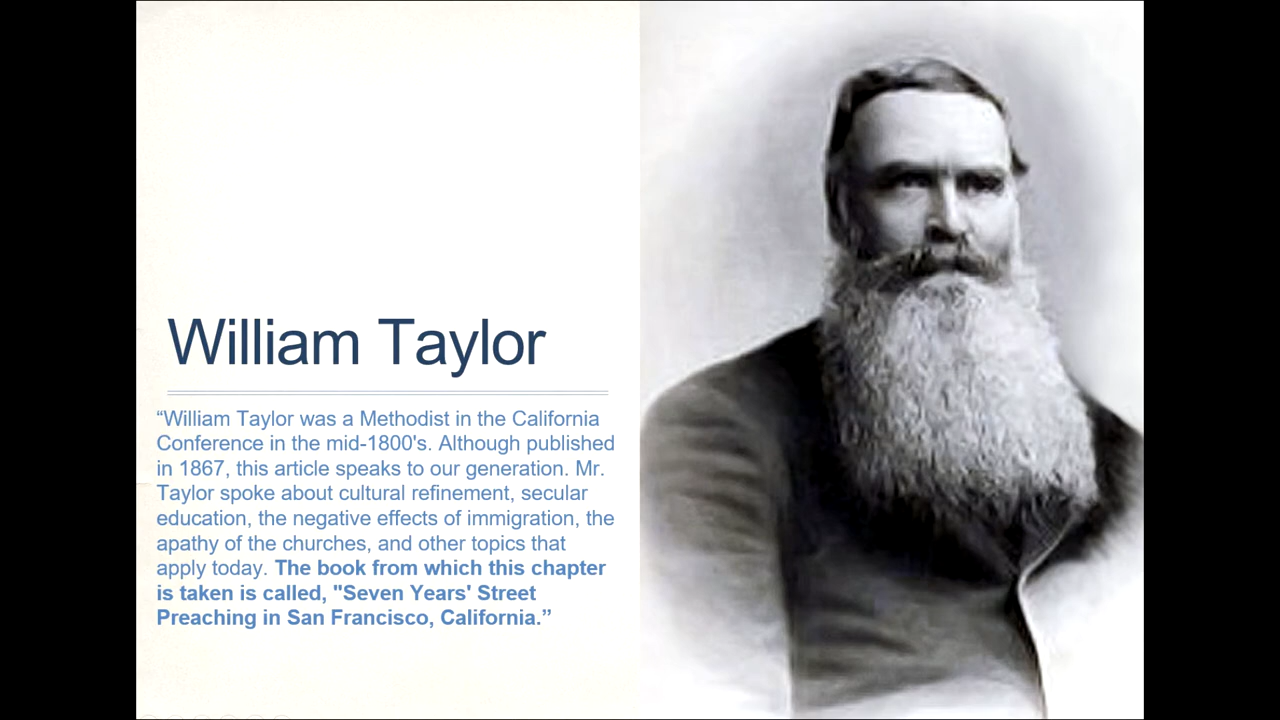 William Taylor
“William Taylor was a Methodist in the California
Conference in the mid-1800's. Although published
in 1867, this article speaks to our generation. Mr.
Taylor spoke about cultural refinement, secular
education, the negative effects of immigration, the
apathy of the churches, and other topics that
apply today. The book from which this chapter
is taken is called, "Seven Years' Street
Preaching in San Francisco, California.”